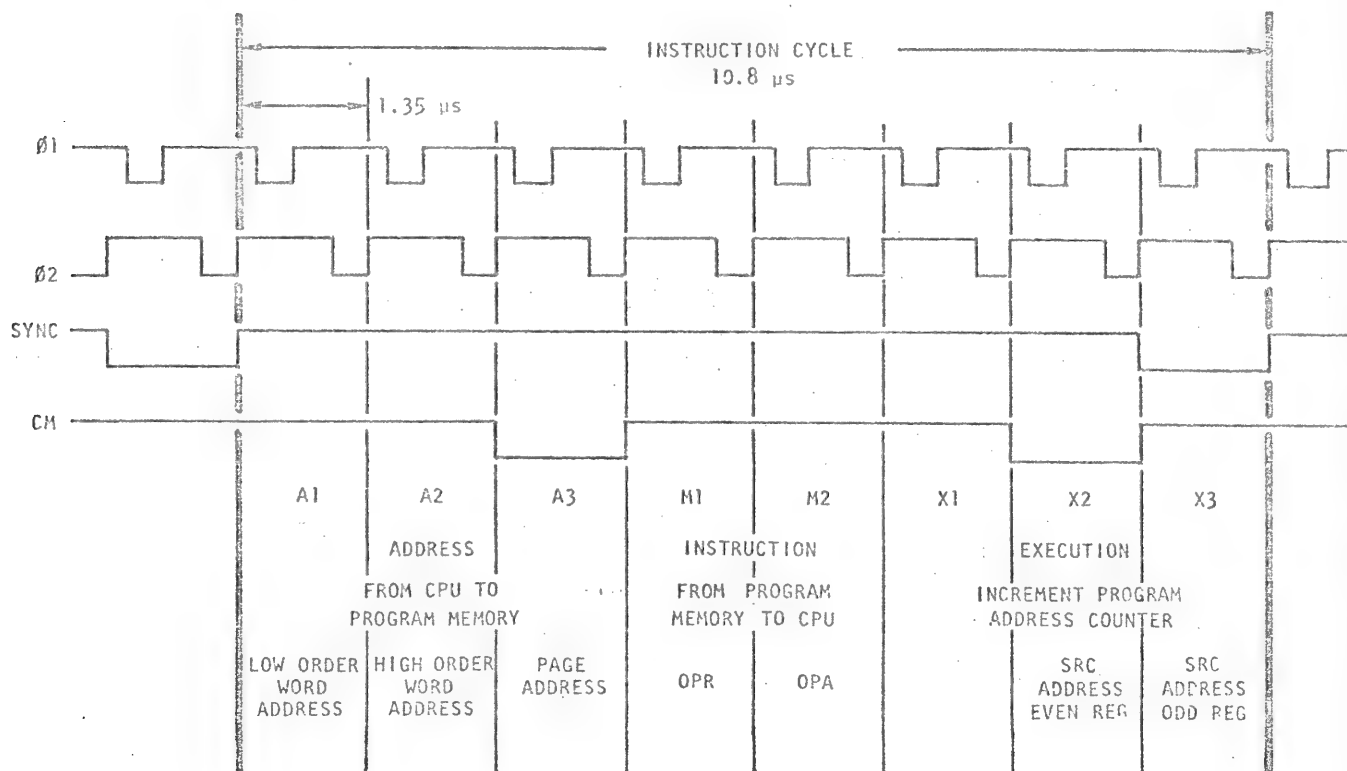 INSTRUCTION CYCLE
10.8 µs
1.35 µs
Ø1
Ø2
SYNC
CM
A1 A2 A3 M1 M2 X1 X2 X3
ADDRESS
FROM CPU TO
PROGRAM MEMORY
INSTRUCTION
FROM PROGRAM
MEMORY TO CPU
EXECUTION
INCREMENT PROGRAM
ADDRESS COUNTER
LOW ORDER
WORD
ADDRESS
HIGH ORDER
WORD
ADDRESS
PAGE
ADDRESS
OPR
OPA
SRC
ADDRESS
EVEN REG
SRC
ADDRESS
ODD REG